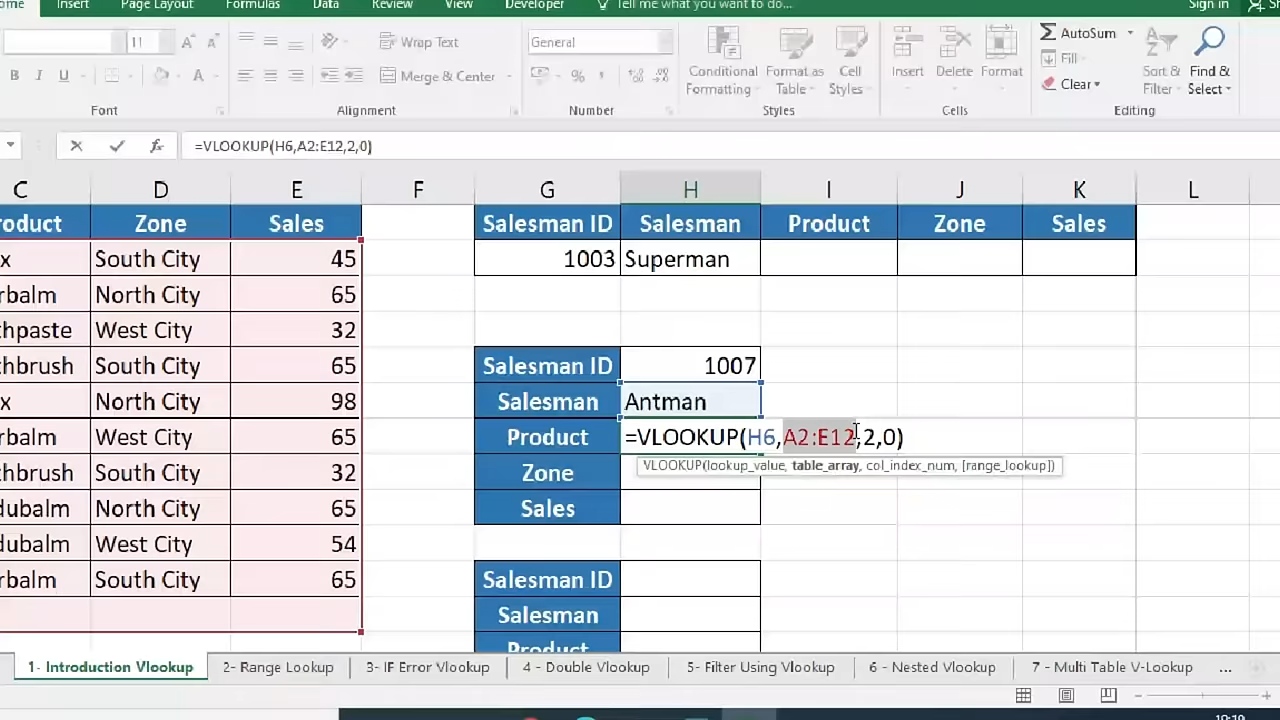 Insert Page Layout Formulas Data Review View Developer Tell me what you want to do... Sign in
11 A A Wrap Text General AutoSum
Fill
B I U Merge & Center % Conditional Formatting Format as Table Cell Styles Insert Delete Format Clear Sort & Filter Find & Select
Font Alignment Number Styles Cells Editing
=VLOOKUP(H6,A2:E12,2,0)
C D E F G H I J K L
Zone Sales Salesman ID Salesman Product Zone Sales
South City 45 1003 Superman
North City 65
West City 32
South City 65 Salesman ID 1007
North City 98 Salesman Antman
West City 65 Product =VLOOKUP(H6,A2:E12,2,0)
VLOOKUP(lookup_value, table_array, col_index_num, [range_lookup])
South City 32 Zone
North City 65 Sales
West City 54
South City 65 Salesman ID
Salesman
Product
1- Introduction Vlookup 2- Range Lookup 3- IF Error Vlookup 4 - Double Vlookup 5- Filter Using Vlookup 6 - Nested Vlookup 7 - Multi Table V-Lookup ...